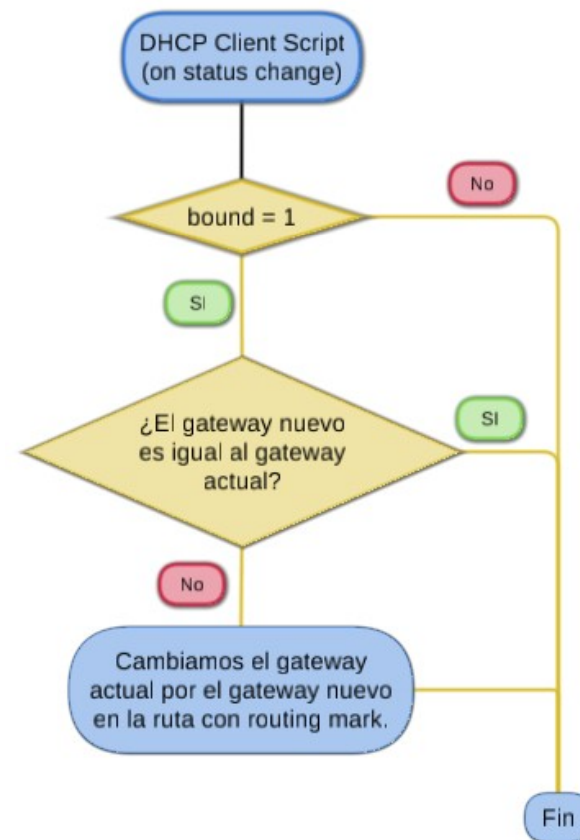 DHCP Client Script
(on status change)
No
bound = 1
SI
¿El gateway nuevo
es igual al gateway
actual?
SI
No
Cambiamos el gateway
actual por el gateway nuevo
en la ruta con routing mark.
Fin